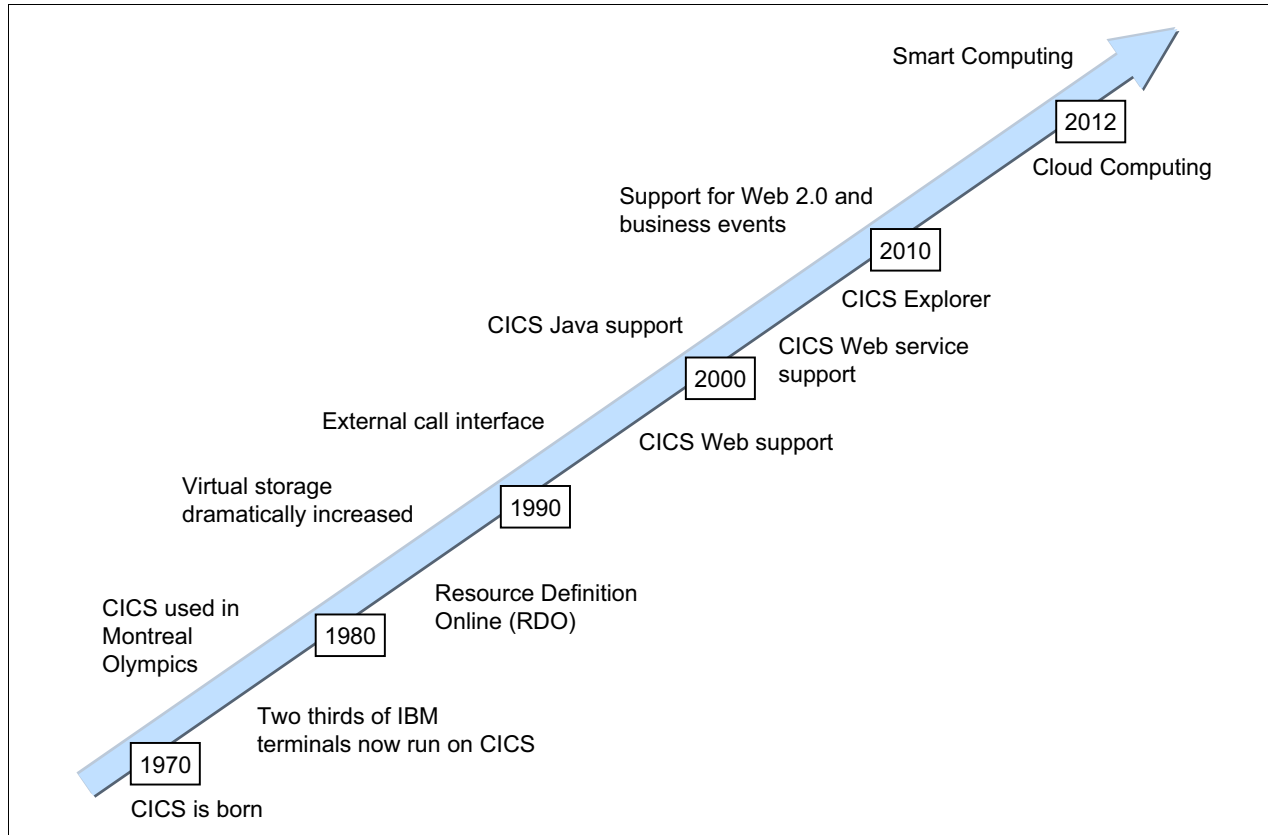 Smart Computing
2012
Cloud Computing
Support for Web 2.0 and
business events
2010
CICS Explorer
CICS Java support
CICS Web service
support
2000
External call interface
CICS Web support
Virtual storage
dramatically increased
1990
Resource Definition
Online (RDO)
CICS used in
Montreal
Olympics
1980
Two thirds of IBM
terminals now run on CICS
1970
CICS is born